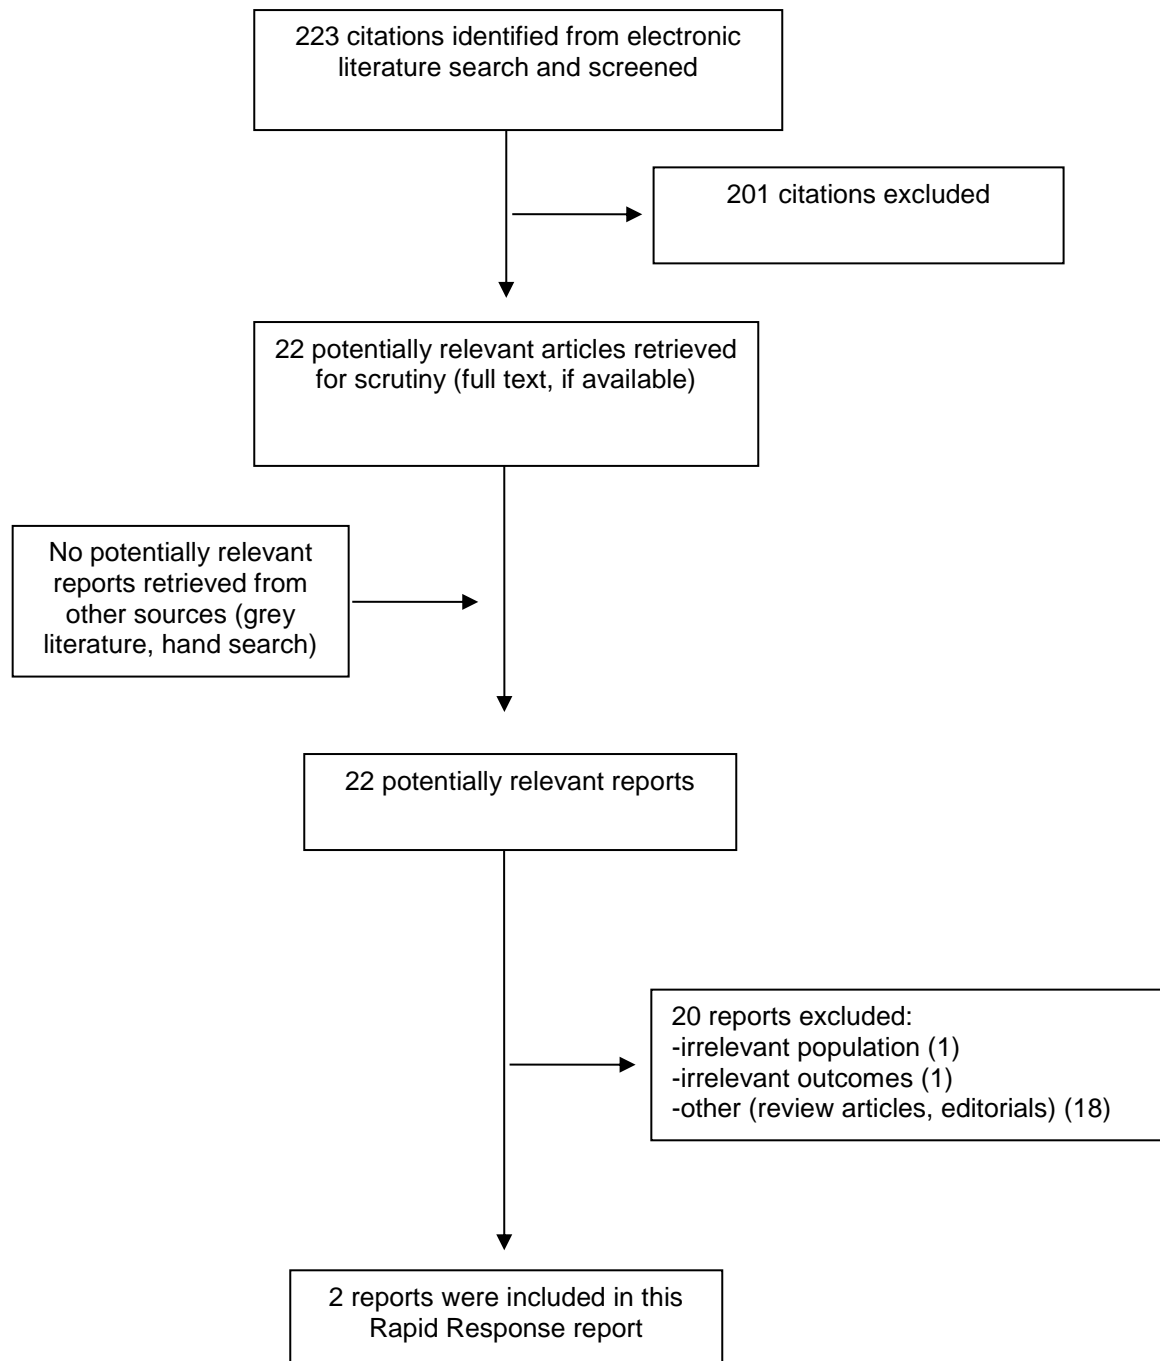 223 citations identified from electronic
literature search and screened
201 citations excluded
22 potentially relevant articles retrieved
for scrutiny (full text, if available)
No potentially relevant
reports retrieved from
other sources (grey
literature, hand search)
22 potentially relevant reports
20 reports excluded:
-irrelevant population (1)
-irrelevant outcomes (1)
-other (review articles, editorials) (18)
2 reports were included in this
Rapid Response report